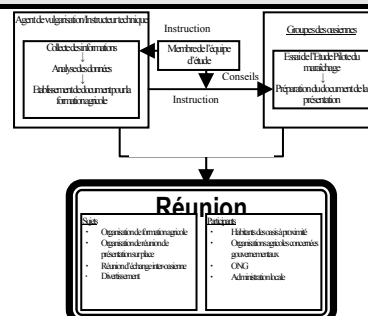 Agent de vulgarisation/Instructeur technique
Collecte des informations
↓
Analyse des données
↓
Etablissement de document pour la
formation agricole
Instruction
Membre de l'équipe
d'étude
Conseils
Instruction
Groupes des oasiennes
Essai de l'Etude Pilote du
maraîchage
↓
Préparation du document de la
présentation
Réunion
Sujets
・ Organisation de formation agricole
・ Organisation de réunion de
présentation sur place
・ Réunion d'échange inter-oasienne
・ Divertissement
Participants
・ Habitants des oasis à proximité
・ Organisations agricoles concernées
gouvernementaux
・ ONG
・ Administration locale